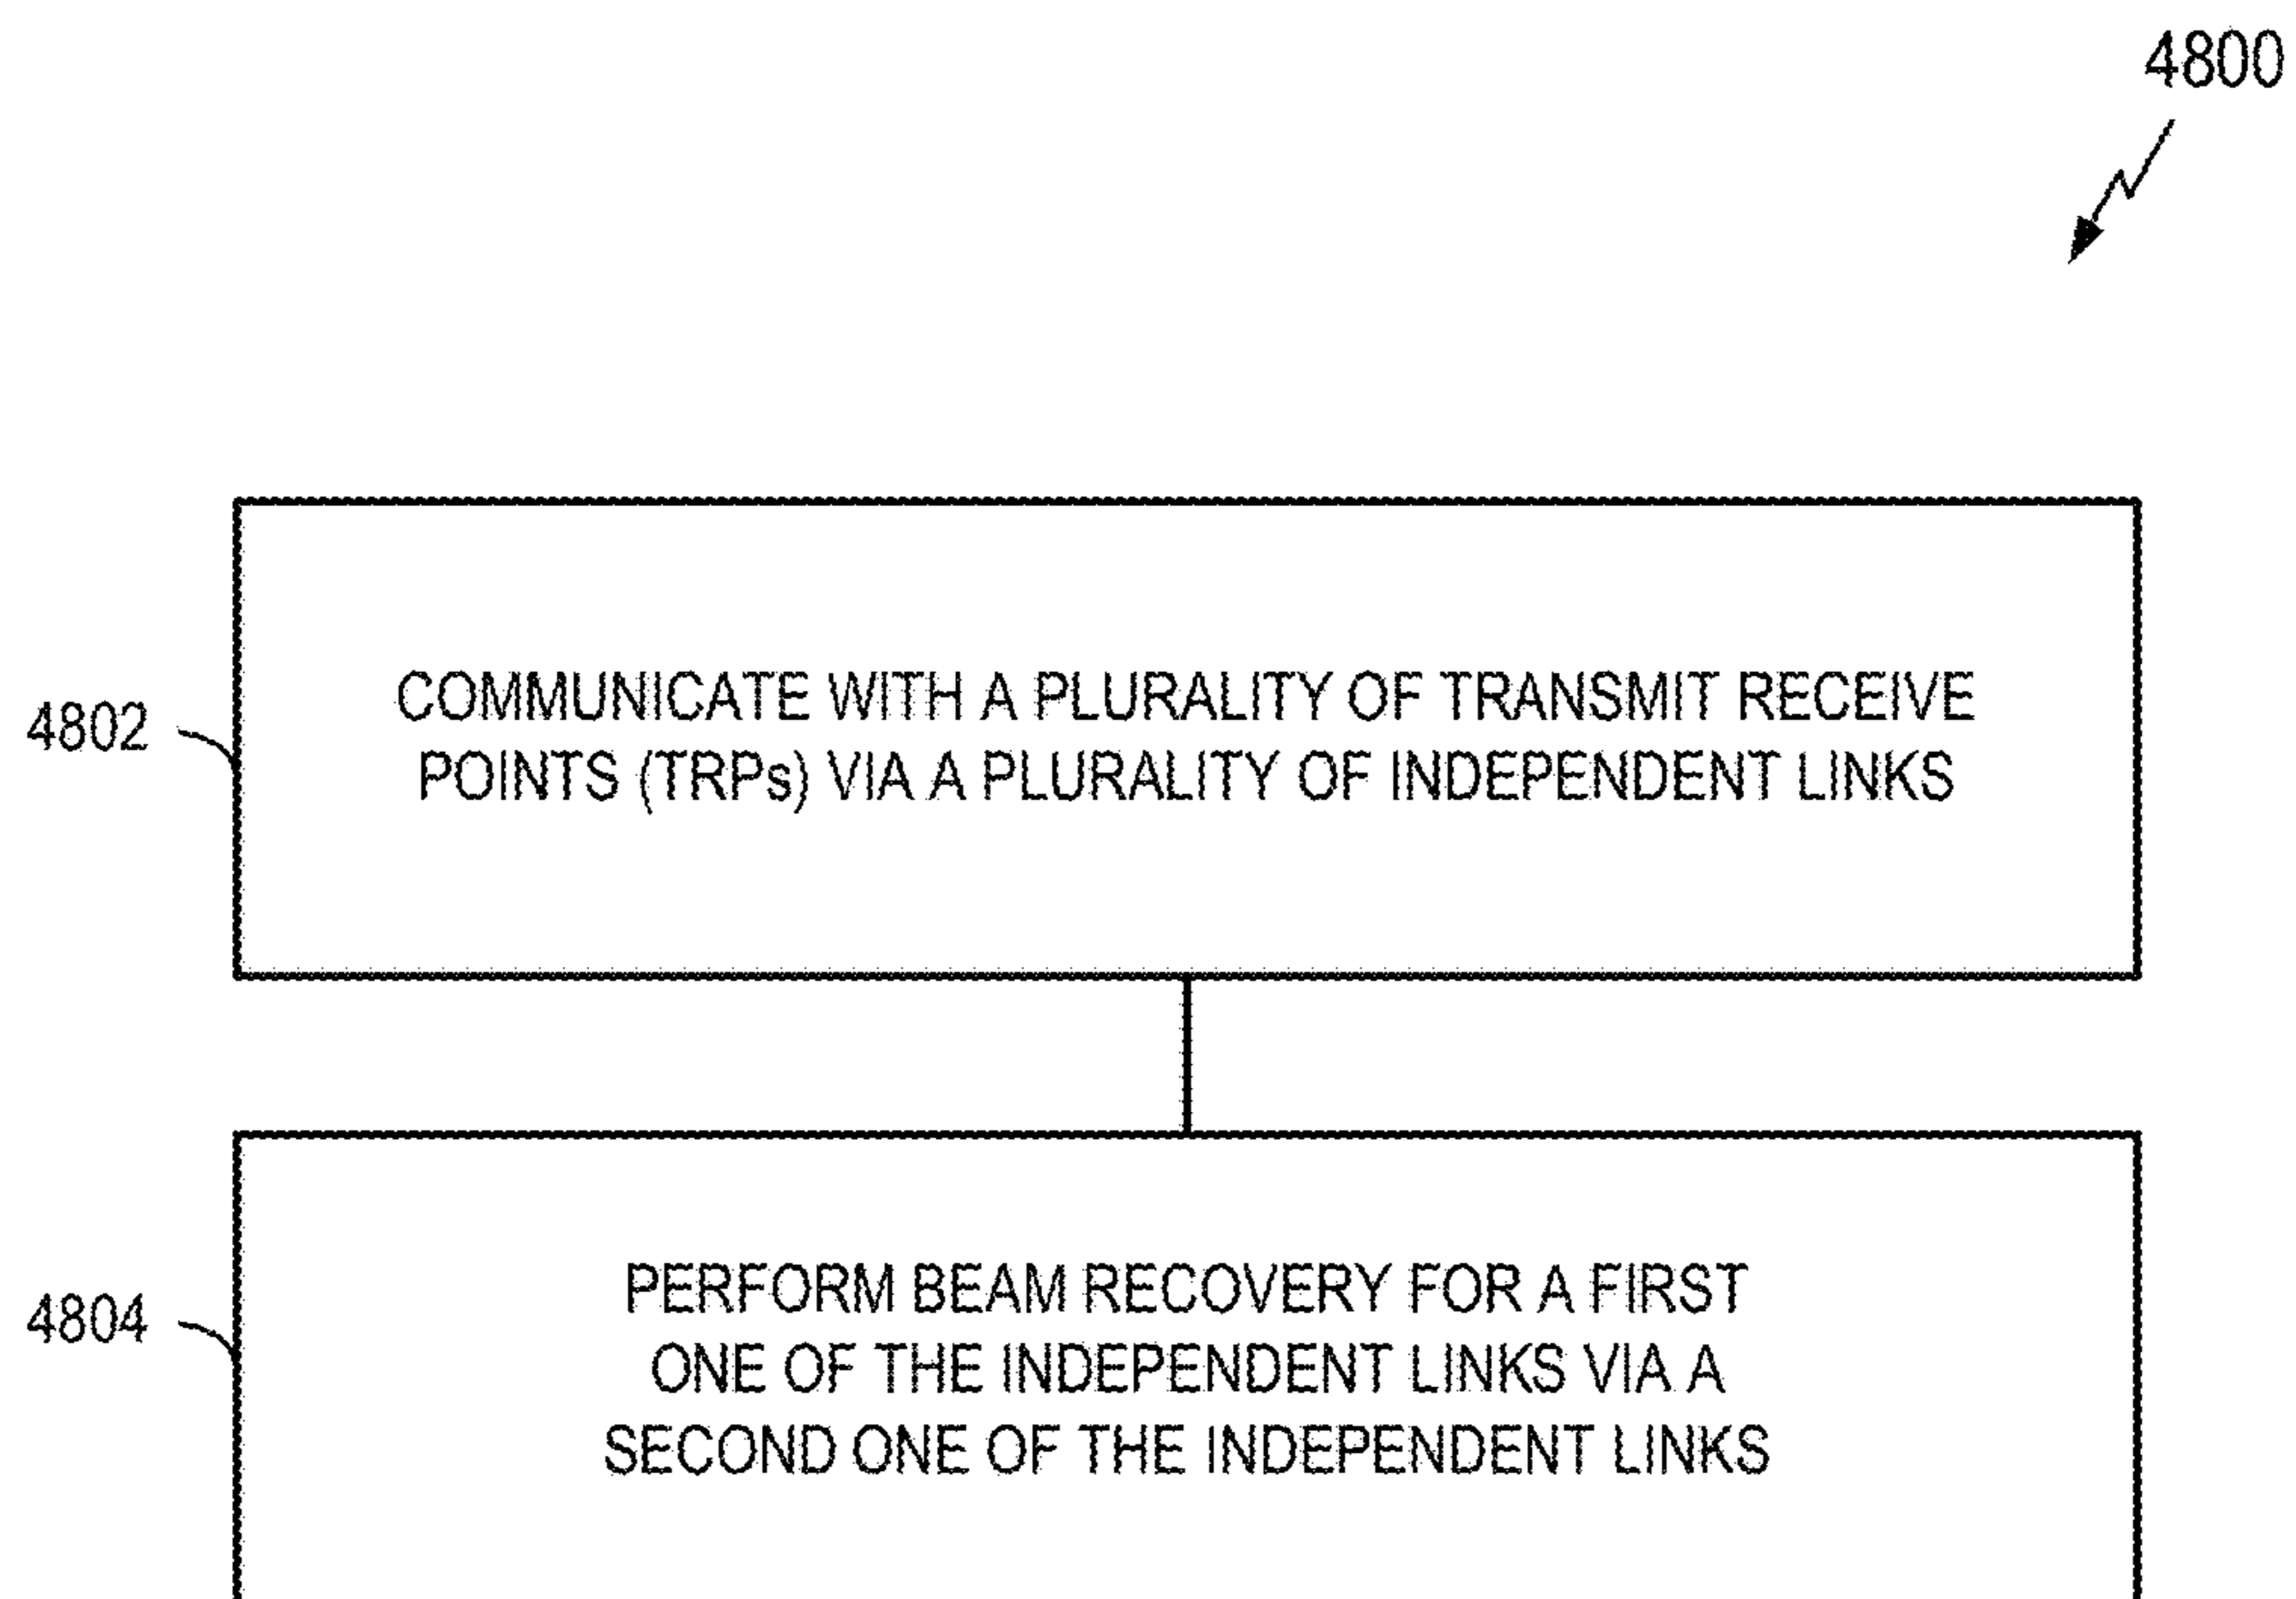 4800
4802
COMMUNICATE WITH A PLURALITY OF TRANSMIT RECEIVE
POINTS (TRPs) VIA A PLURALITY OF INDEPENDENT LINKS
4804
PERFORM BEAM RECOVERY FOR A FIRST
ONE OF THE INDEPENDENT LINKS VIA A
SECOND ONE OF THE INDEPENDENT LINKS